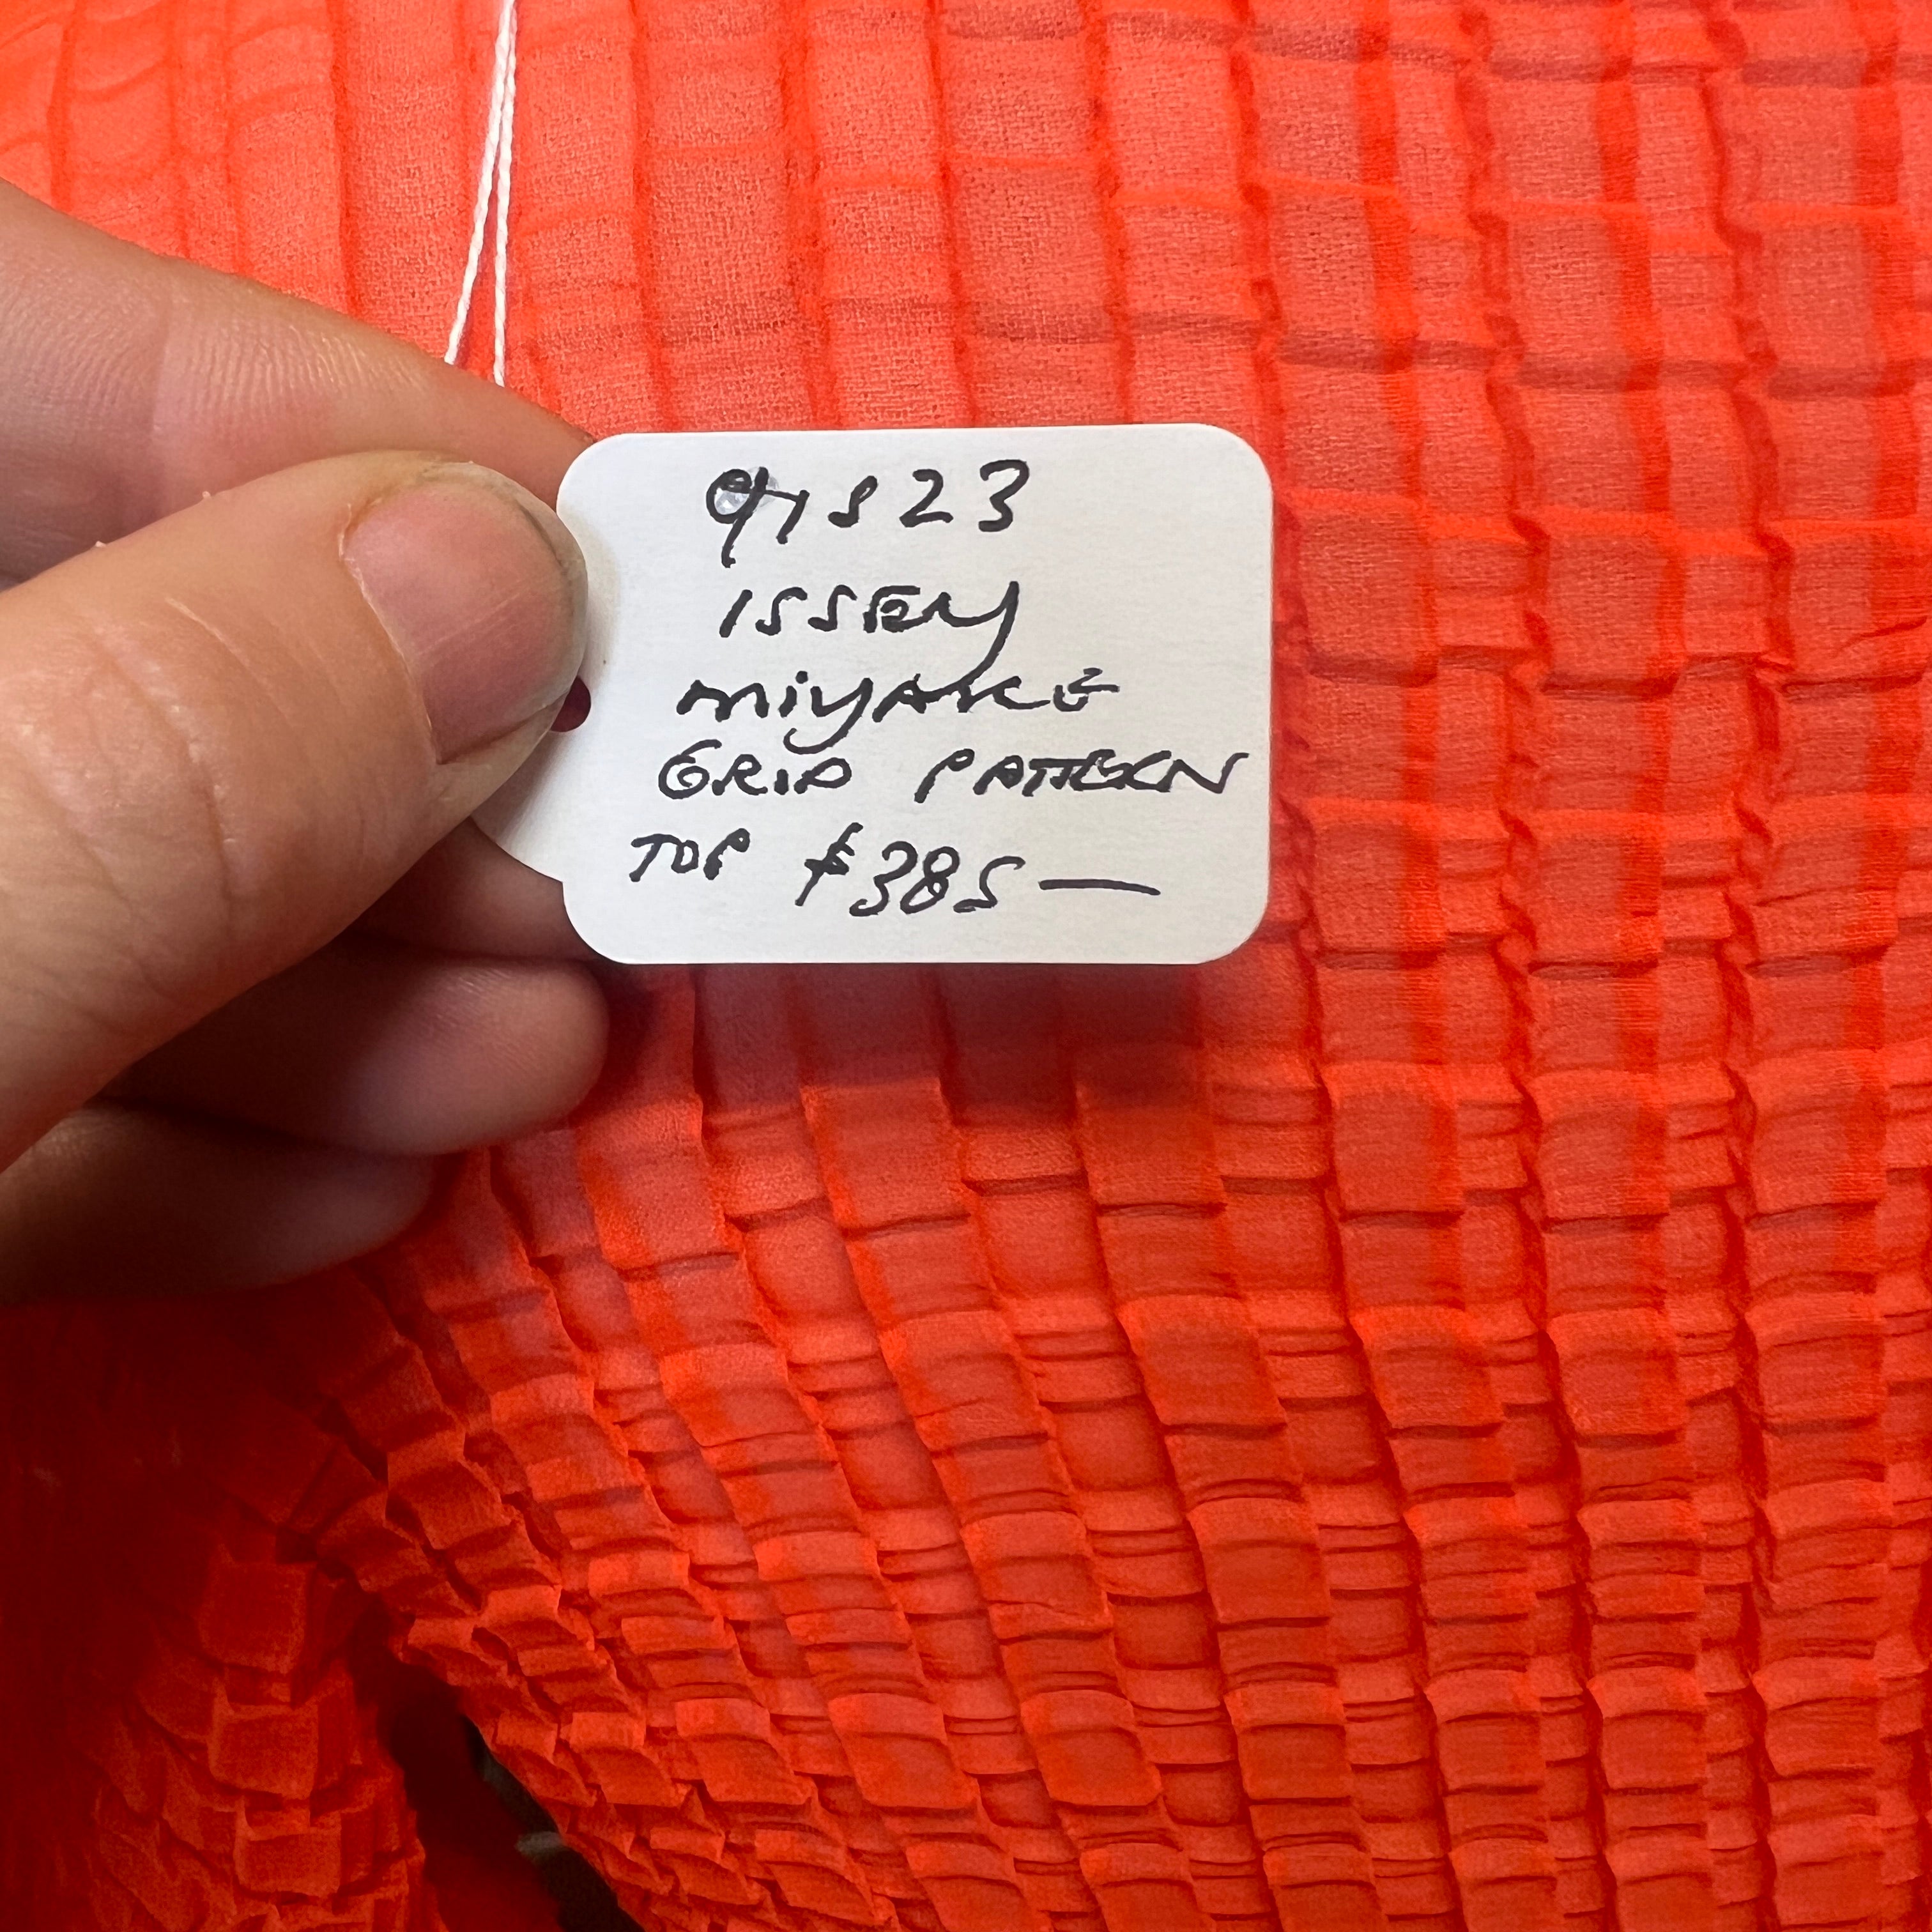 91823
ISSEY
MIYAKE
GRID PATTERN
TOP $385—